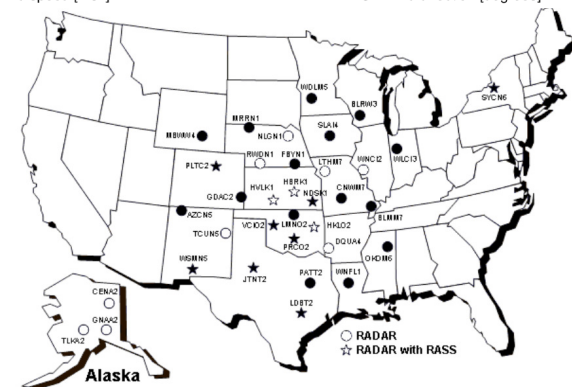 WDLM5
SYCN6
BLRW3
MRRN1
MBWW4
NLGN1
SLAI4
RWDN1
FBYN1
LTHM7
WNCI2
WLCI3
PLTC2
HBRK1
HVLK1
NDSK1
GDAC2
CNWM7
AZCN5
BLMM7
TCUN5
VCIO2
LMNO2
HKLO2
PRCO2
DQUA4
OKOM6
WSMN5
JTNT2
PATT2
WNFL1
LDBT2
CENA2
GNAA2
TLKA2
RADAR
RADAR with RASS
Alaska